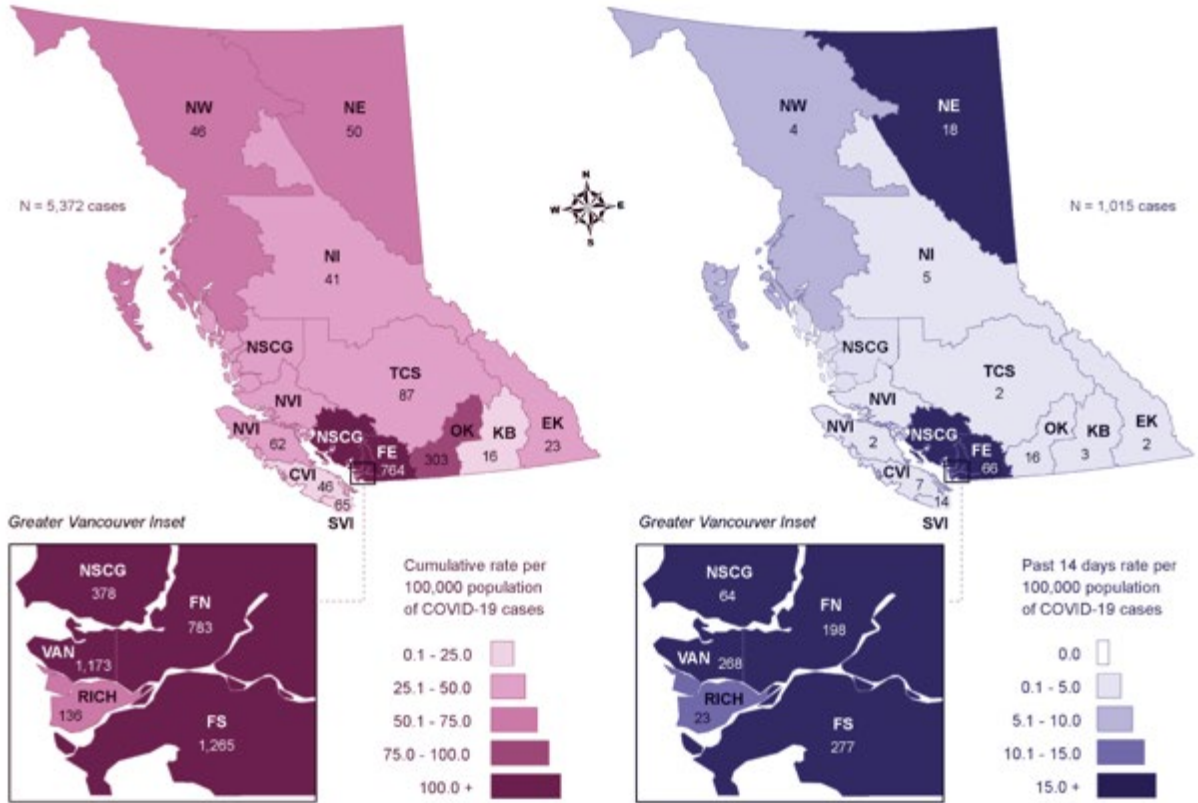 NW
46
NE
50
N = 5,372 cases
NI
41
NSCG
TCS
87
NVI
NVI
62
NSCG
FE
764
OK
303
KB
16
EK
23
CVI
46
65
SVI
Greater Vancouver Inset
NSCG
378
FN
783
VAN
1,173
RICH
136
FS
1,265
Cumulative rate per
100,000 population
of COVID-19 cases
0.1 - 25.0
25.1 - 50.0
50.1 - 75.0
75.0 - 100.0
100.0 +
N
W
E
S
NW
4
NE
18
N = 1,015 cases
NI
5
NSCG
TCS
2
NVI
NVI
2
NSCG
FE
66
OK
16
KB
3
EK
2
CVI
7
14
SVI
Greater Vancouver Inset
NSCG
64
FN
198
VAN
268
RICH
23
FS
277
Past 14 days rate per
100,000 population
of COVID-19 cases
0.0
0.1 - 5.0
5.1 - 10.0
10.1 - 15.0
15.0 +